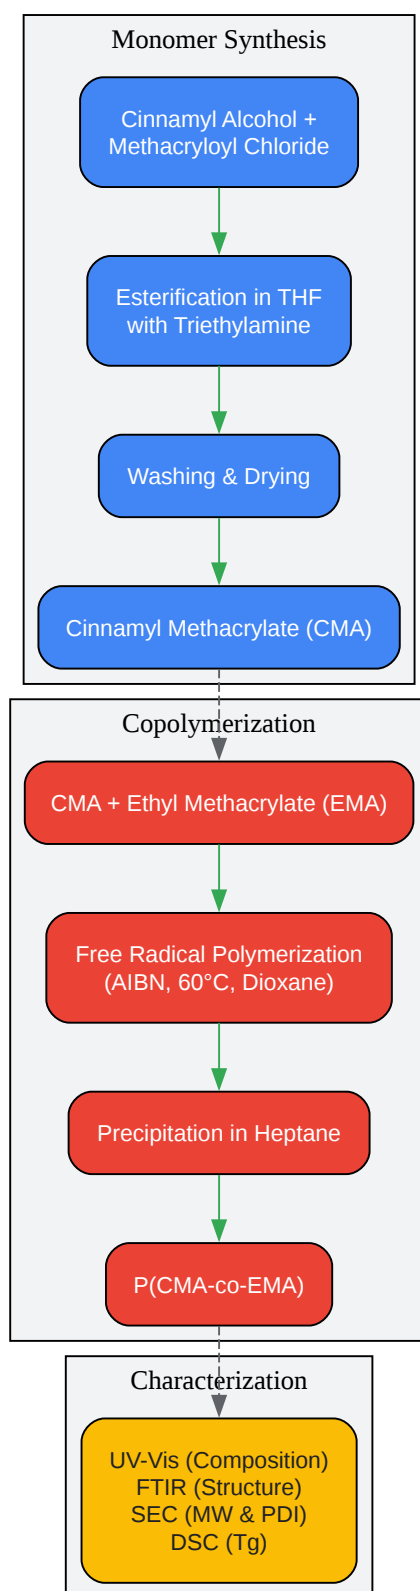 Monomer Synthesis
Cinnamyl Alcohol +
Methacryloyl Chloride
Esterification in THF
with Triethylamine
Washing & Drying
Cinnamyl Methacrylate (CMA)
Copolymerization
CMA + Ethyl Methacrylate (EMA)
Free Radical Polymerization
(AIBN, 60°C, Dioxane)
Precipitation in Heptane
P(CMA-co-EMA)
Characterization
UV-Vis (Composition)
FTIR (Structure)
SEC (MW & PDI)
DSC (Tg)